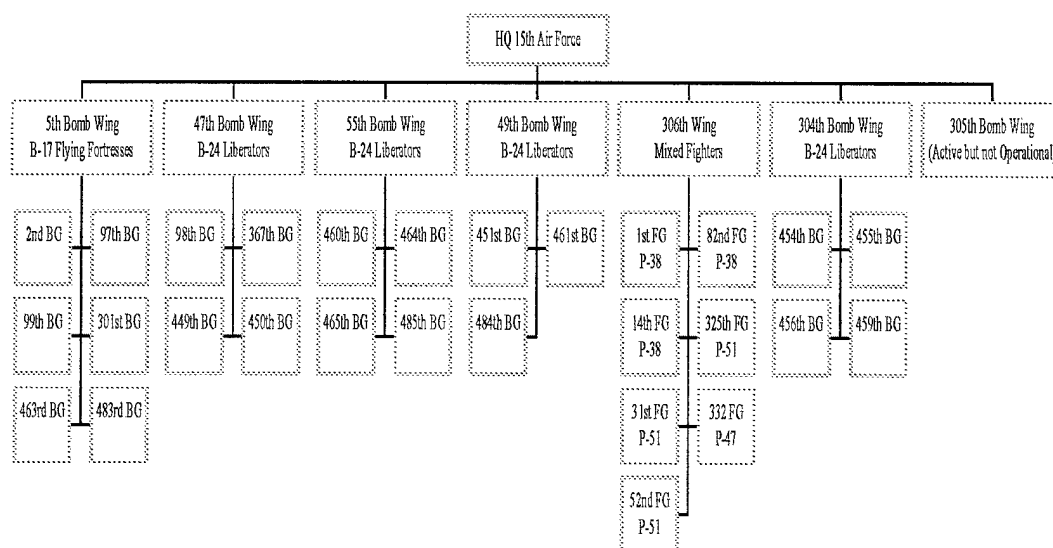 HQ 15th Air Force
5th Bomb Wing
B-17 Flying Fortresses
47th Bomb Wing
B-24 Liberators
55th Bomb Wing
B-24 Liberators
49th Bomb Wing
B-24 Liberators
306th Wing
Mixed Fighters
304th Bomb Wing
B-24 Liberators
305th Bomb Wing
(Active but not Operational)
2nd BG
97th BG
98th BG
367th BG
460th BG
464th BG
451st BG
461st BG
1st FG
P-38
82nd FG
P-38
454th BG
455th BG
99th BG
301st BG
449th BG
450th BG
465th BG
485th BG
484th BG
14th FG
P-38
325th FG
P-51
456th BG
459th BG
463rd BG
483rd BG
31st FG
P-51
332 FG
P-47
52nd FG
P-51